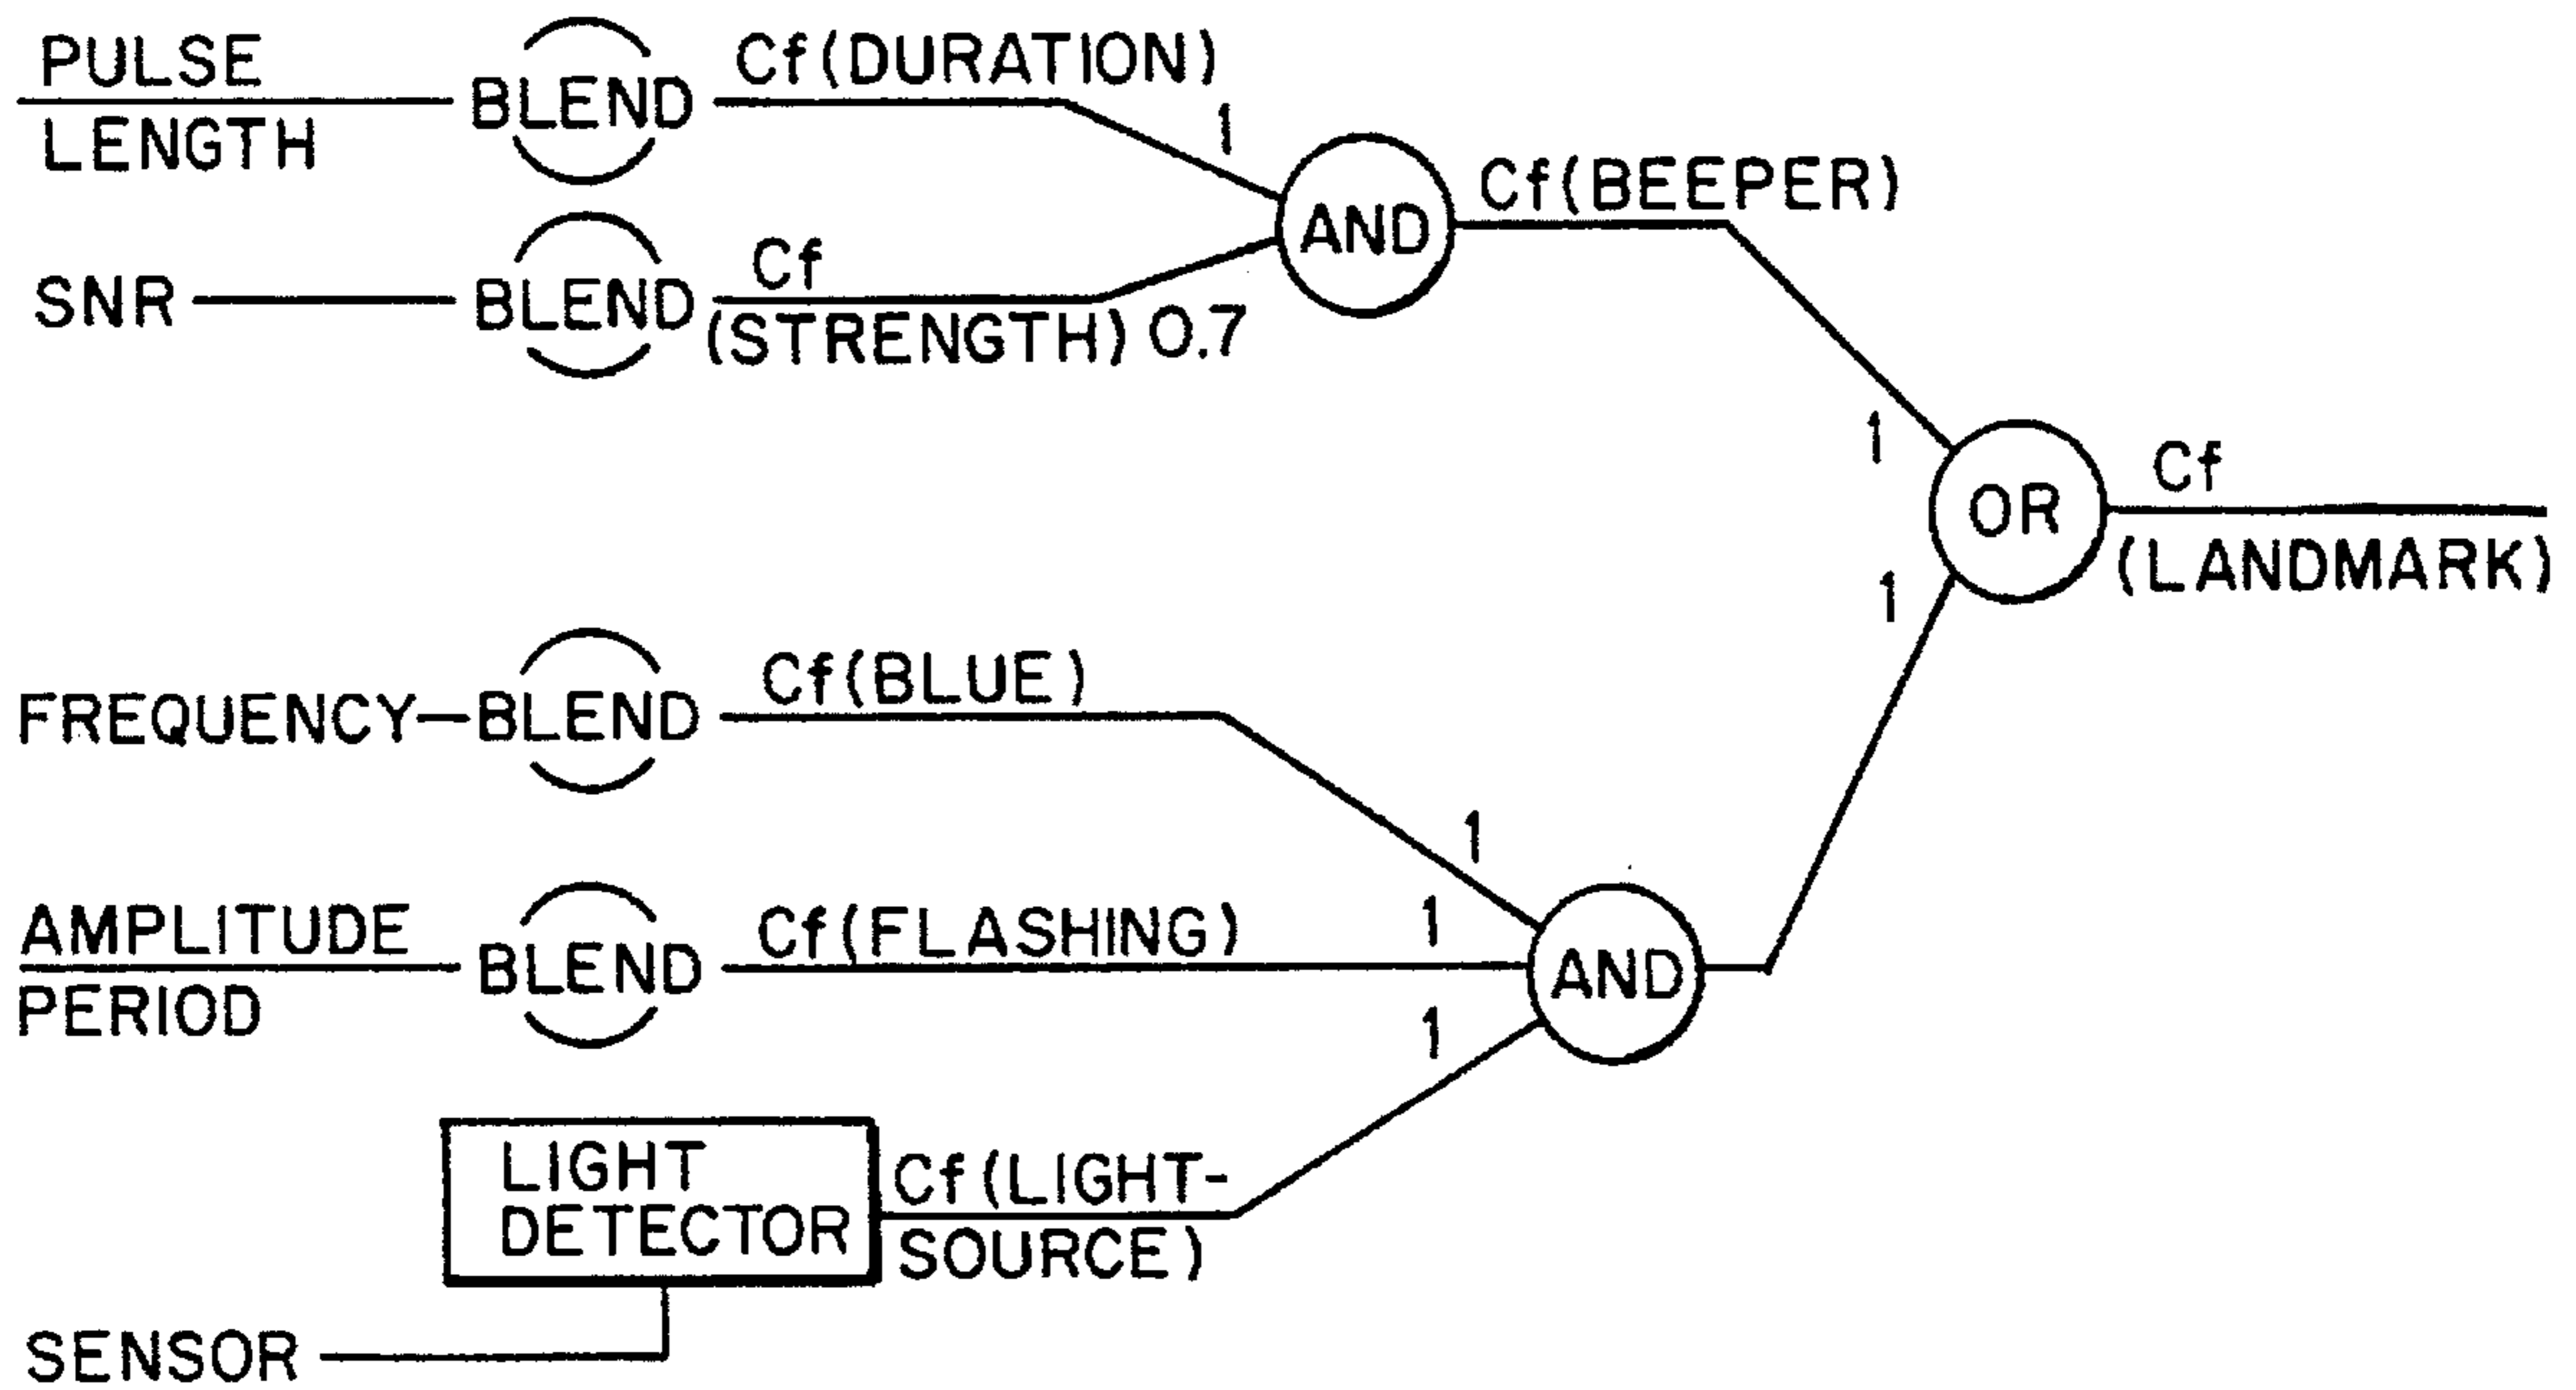 PULSE
LENGTH
BLEND
Cf(DURATION)
1
SNR
BLEND
Cf
(STRENGTH) 0.7
AND
Cf(BEEPER)
1
OR
Cf
(LANDMARK)
1
FREQUENCY
BLEND
Cf(BLUE)
1
AMPLITUDE
PERIOD
BLEND
Cf(FLASHING)
1
AND
1
LIGHT
DETECTOR
Cf(LIGHT-
SOURCE)
SENSOR